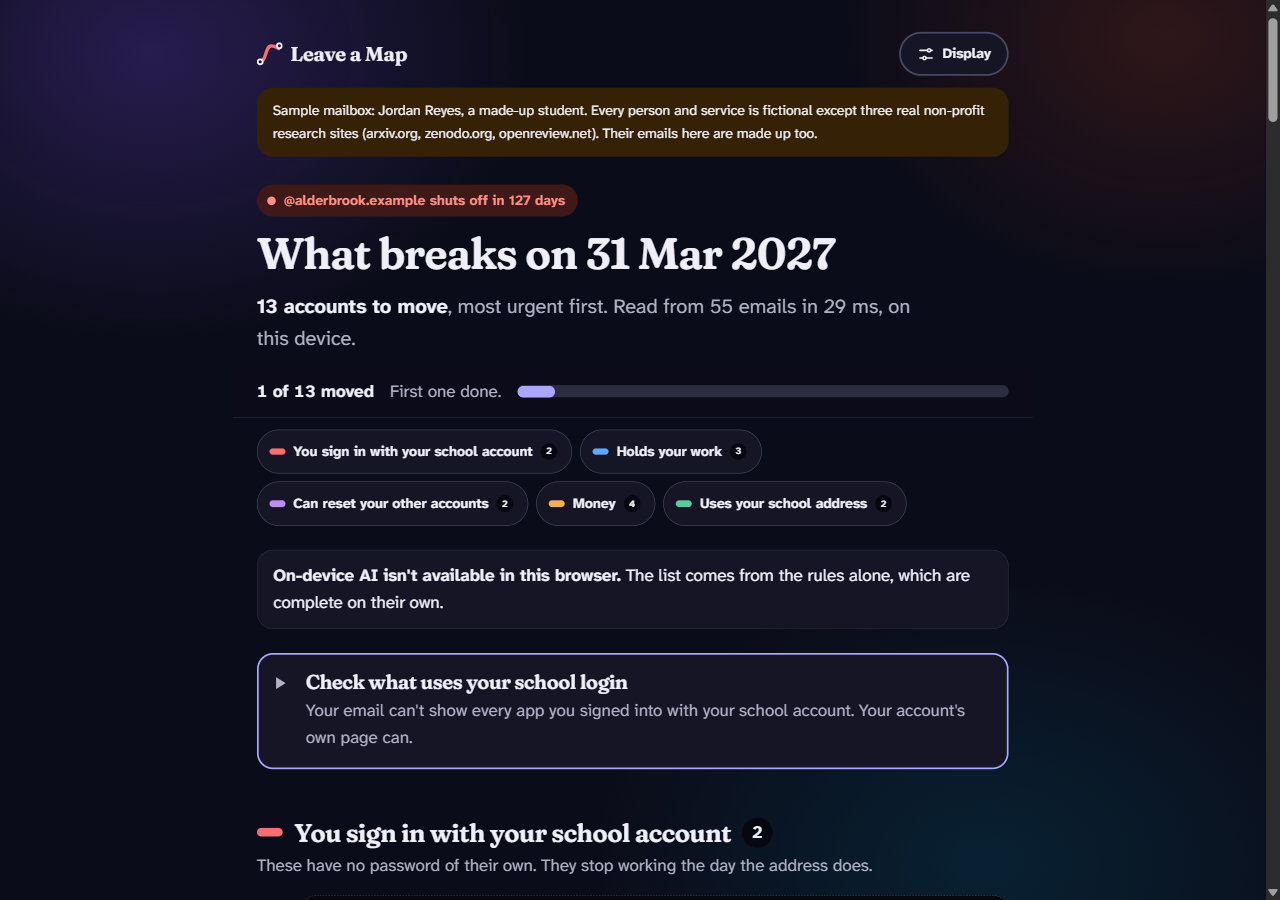 Leave a Map
Display
Sample mailbox: Jordan Reyes, a made-up student. Every person and service is fictional except three real non-profit
research sites (arxiv.org, zenodo.org, openreview.net). Their emails here are made up too.
@alderbrook.example shuts off in 127 days
What breaks on 31 Mar 2027
13 accounts to move, most urgent first. Read from 55 emails in 29 ms, on
this device.
1 of 13 moved First one done.
You sign in with your school account 2
Holds your work 3
Can reset your other accounts 2
Money 4
Uses your school address 2
On-device AI isn't available in this browser. The list comes from the rules alone, which are
complete on their own.
Check what uses your school login
Your email can't show every app you signed into with your school account. Your account's
own page can.
You sign in with your school account 2
These have no password of their own. They stop working the day the address does.